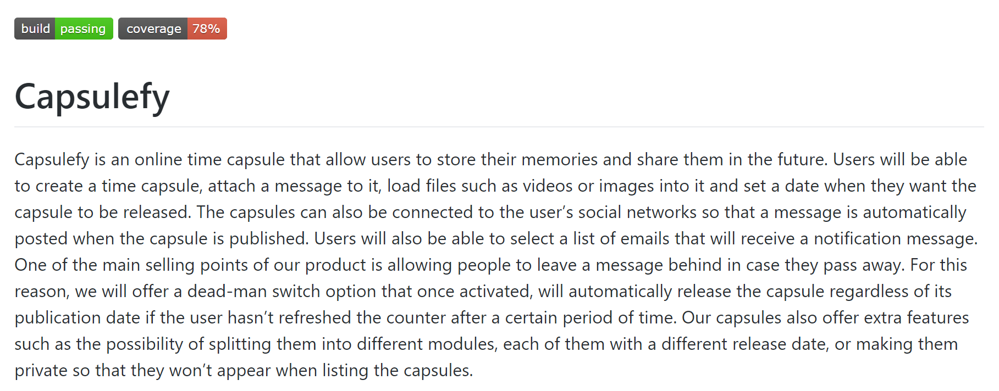 build passing coverage 78%
Capsulefy
Capsulefy is an online time capsule that allow users to store their memories and share them in the future. Users will be able
to create a time capsule, attach a message to it, load files such as videos or images into it and set a date when they want the
capsule to be released. The capsules can also be connected to the user’s social networks so that a message is automatically
posted when the capsule is published. Users will also be able to select a list of emails that will receive a notification message.
One of the main selling points of our product is allowing people to leave a message behind in case they pass away. For this
reason, we will offer a dead-man switch option that once activated, will automatically release the capsule regardless of its
publication date if the user hasn’t refreshed the counter after a certain period of time. Our capsules also offer extra features
such as the possibility of splitting them into different modules, each of them with a different release date, or making them
private so that they won’t appear when listing the capsules.